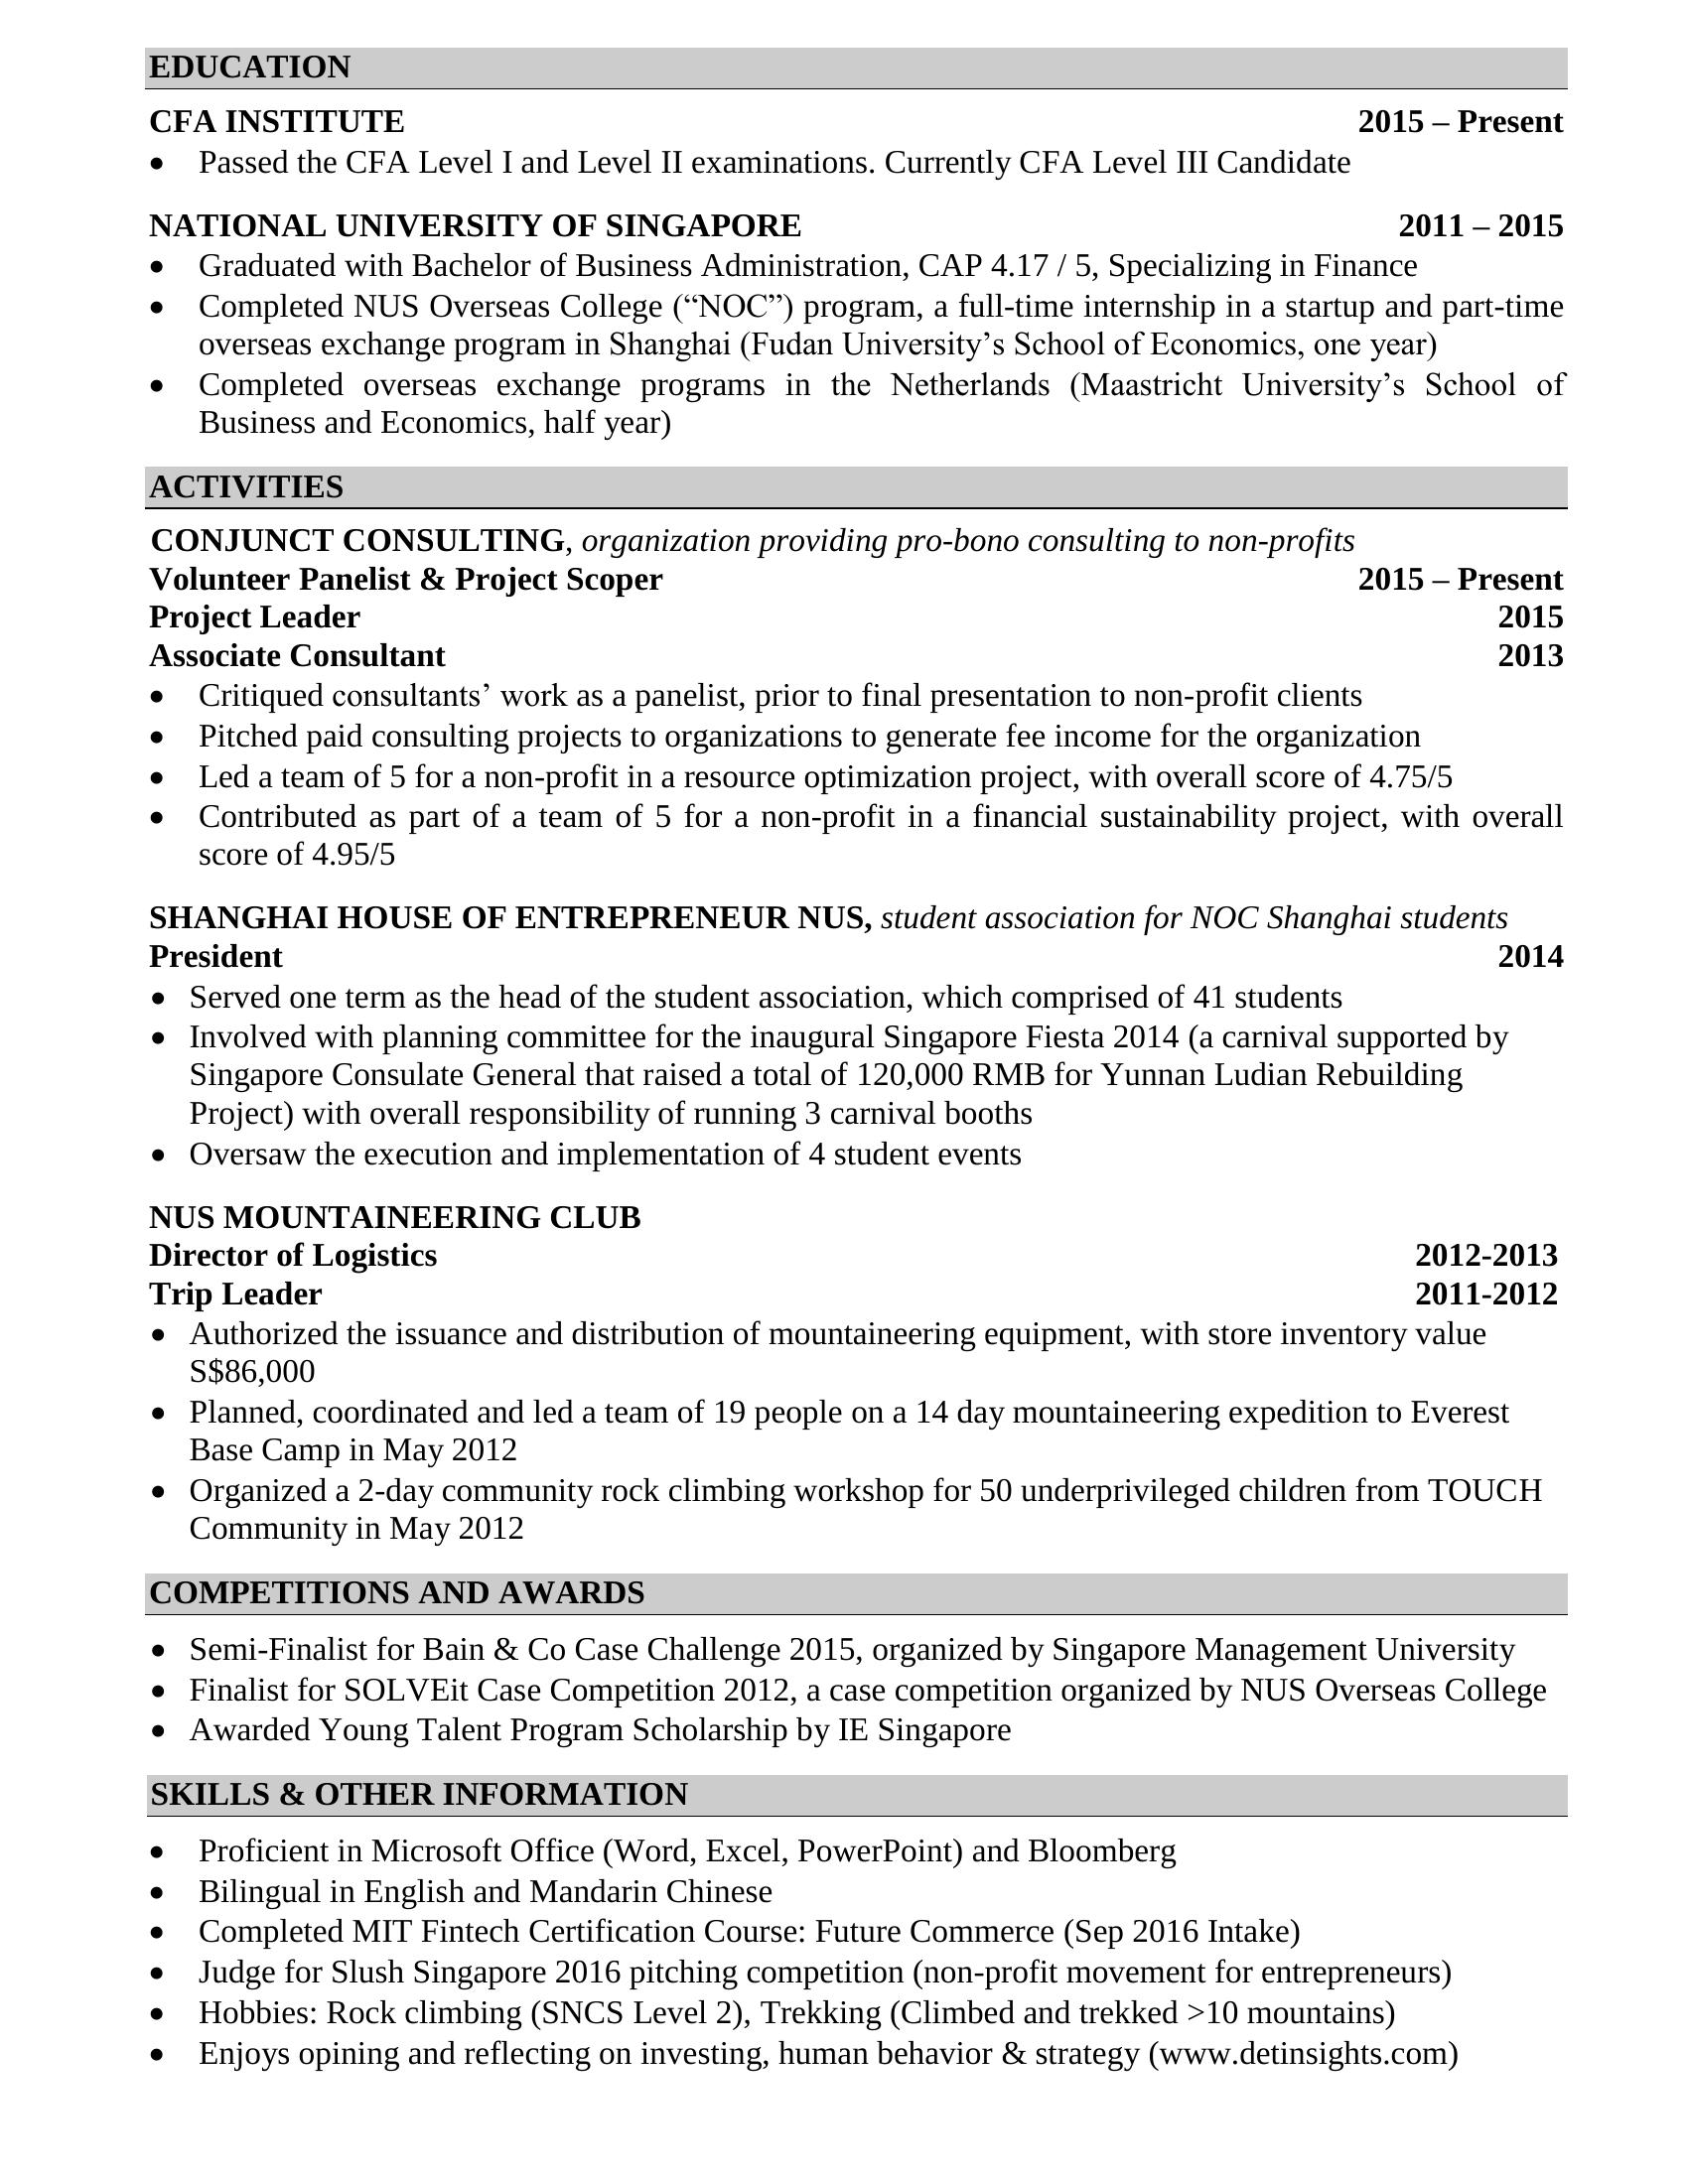 EDUCATION
CFA INSTITUTE 2015 – Present
● Passed the CFA Level I and Level II examinations. Currently CFA Level III Candidate
NATIONAL UNIVERSITY OF SINGAPORE 2011 – 2015
● Graduated with Bachelor of Business Administration, CAP 4.17 / 5, Specializing in Finance
● Completed NUS Overseas College (“NOC”) program, a full-time internship in a startup and part-time
overseas exchange program in Shanghai (Fudan University’s School of Economics, one year)
● Completed overseas exchange programs in the Netherlands (Maastricht University’s School of
Business and Economics, half year)
ACTIVITIES
CONJUNCT CONSULTING, organization providing pro-bono consulting to non-profits
Volunteer Panelist & Project Scoper 2015 – Present
Project Leader 2015
Associate Consultant 2013
● Critiqued consultants’ work as a panelist, prior to final presentation to non-profit clients
● Pitched paid consulting projects to organizations to generate fee income for the organization
● Led a team of 5 for a non-profit in a resource optimization project, with overall score of 4.75/5
● Contributed as part of a team of 5 for a non-profit in a financial sustainability project, with overall
score of 4.95/5
SHANGHAI HOUSE OF ENTREPRENEUR NUS, student association for NOC Shanghai students
President 2014
● Served one term as the head of the student association, which comprised of 41 students
● Involved with planning committee for the inaugural Singapore Fiesta 2014 (a carnival supported by
Singapore Consulate General that raised a total of 120,000 RMB for Yunnan Ludian Rebuilding
Project) with overall responsibility of running 3 carnival booths
● Oversaw the execution and implementation of 4 student events
NUS MOUNTAINEERING CLUB
Director of Logistics 2012-2013
Trip Leader 2011-2012
● Authorized the issuance and distribution of mountaineering equipment, with store inventory value
S$86,000
● Planned, coordinated and led a team of 19 people on a 14 day mountaineering expedition to Everest
Base Camp in May 2012
● Organized a 2-day community rock climbing workshop for 50 underprivileged children from TOUCH
Community in May 2012
COMPETITIONS AND AWARDS
● Semi-Finalist for Bain & Co Case Challenge 2015, organized by Singapore Management University
● Finalist for SOLVEit Case Competition 2012, a case competition organized by NUS Overseas College
● Awarded Young Talent Program Scholarship by IE Singapore
SKILLS & OTHER INFORMATION
● Proficient in Microsoft Office (Word, Excel, PowerPoint) and Bloomberg
● Bilingual in English and Mandarin Chinese
● Completed MIT Fintech Certification Course: Future Commerce (Sep 2016 Intake)
● Judge for Slush Singapore 2016 pitching competition (non-profit movement for entrepreneurs)
● Hobbies: Rock climbing (SNCS Level 2), Trekking (Climbed and trekked >10 mountains)
● Enjoys opining and reflecting on investing, human behavior & strategy (www.detinsights.com)